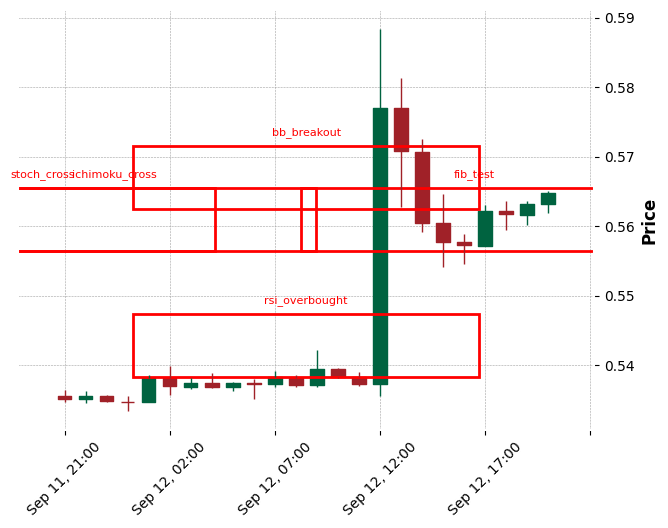 0.59
0.58
bb_breakout
0.57
stoch_cross
ichimoku_cross
fib_test
0.56
Price
0.55
rsi_overbought
0.54
Sep 11, 21:00
Sep 12, 02:00
Sep 12, 07:00
Sep 12, 12:00
Sep 12, 17:00